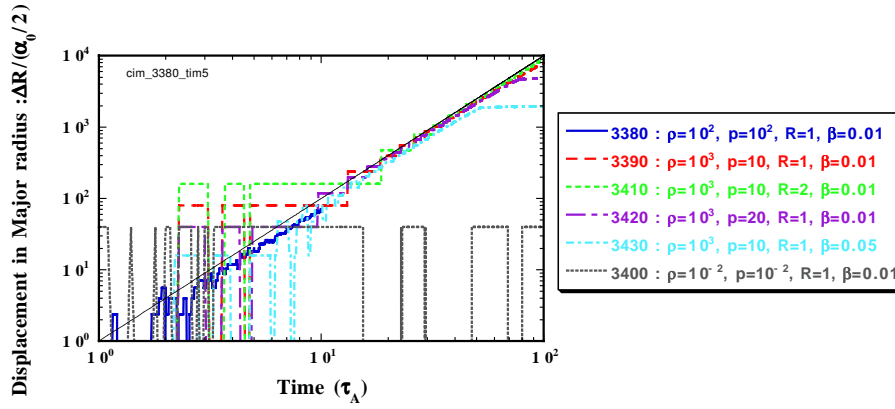 Displacement in Major radius :ΔR/(α₀/2)
10⁴
10³
10²
10¹
10⁰
cim_3380_tim5
10⁰ 10¹ 10²
Time (τ_A)
3380 : ρ=10², p=10², R=1, β=0.01
3390 : ρ=10³, p=10, R=1, β=0.01
3410 : ρ=10³, p=10, R=2, β=0.01
3420 : ρ=10³, p=20, R=1, β=0.01
3430 : ρ=10³, p=10, R=1, β=0.05
3400 : ρ=10⁻², p=10⁻², R=1, β=0.01